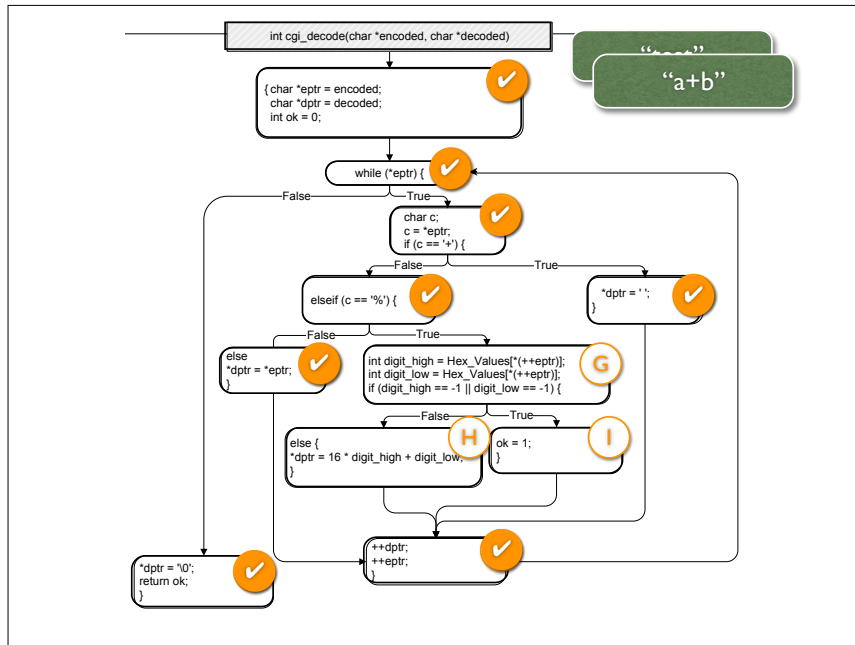 int cgi_decode(char *encoded, char *decoded)
“a+b”
{ char *eptr = encoded;
char *dptr = decoded;
int ok = 0;
while (*eptr) {
False
True
char c;
c = *eptr;
if (c == '+') {
False
True
elseif (c == '%') {
*dptr = ' ';
}
False
True
else
*dptr = *eptr;
}
int digit_high = Hex_Values[*(++eptr)];
int digit_low = Hex_Values[*(++eptr)];
if (digit_high == -1 || digit_low == -1) {
G
False
True
else {
*dptr = 16 * digit_high + digit_low;
}
H
ok = 1;
}
I
++dptr;
++eptr;
}
*dptr = '\0';
return ok;
}